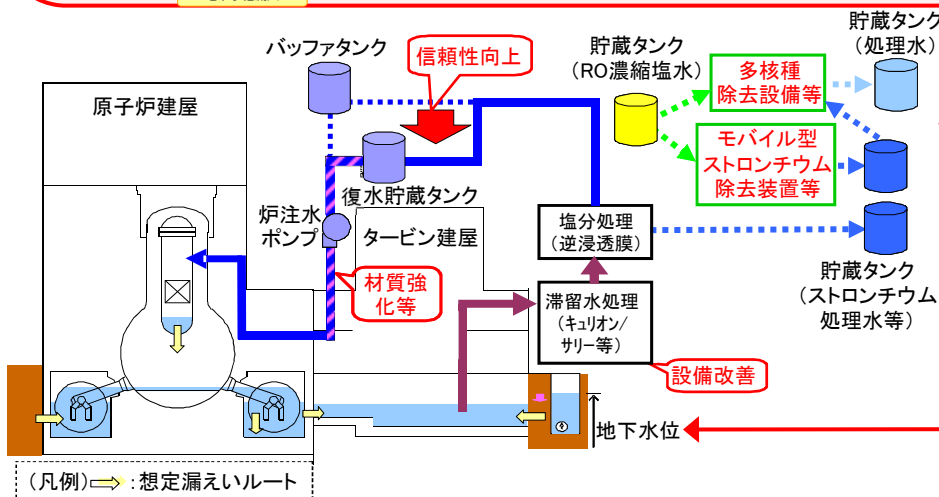 バッファタンク
信頼性向上
貯蔵タンク
（RO濃縮塩水）
貯蔵タンク
（処理水）
多核種
除去設備等
原子炉建屋
モバイル型
ストロンチウム
除去装置等
復水貯蔵タンク
炉注水
ポンプ
タービン建屋
塩分処理
（逆浸透膜）
材質強
化等
滞留水処理
（キュリオン/
サリー等）
貯蔵タンク
（ストロンチウム
処理水等）
設備改善
地下水位
（凡例） ：想定漏えいルート